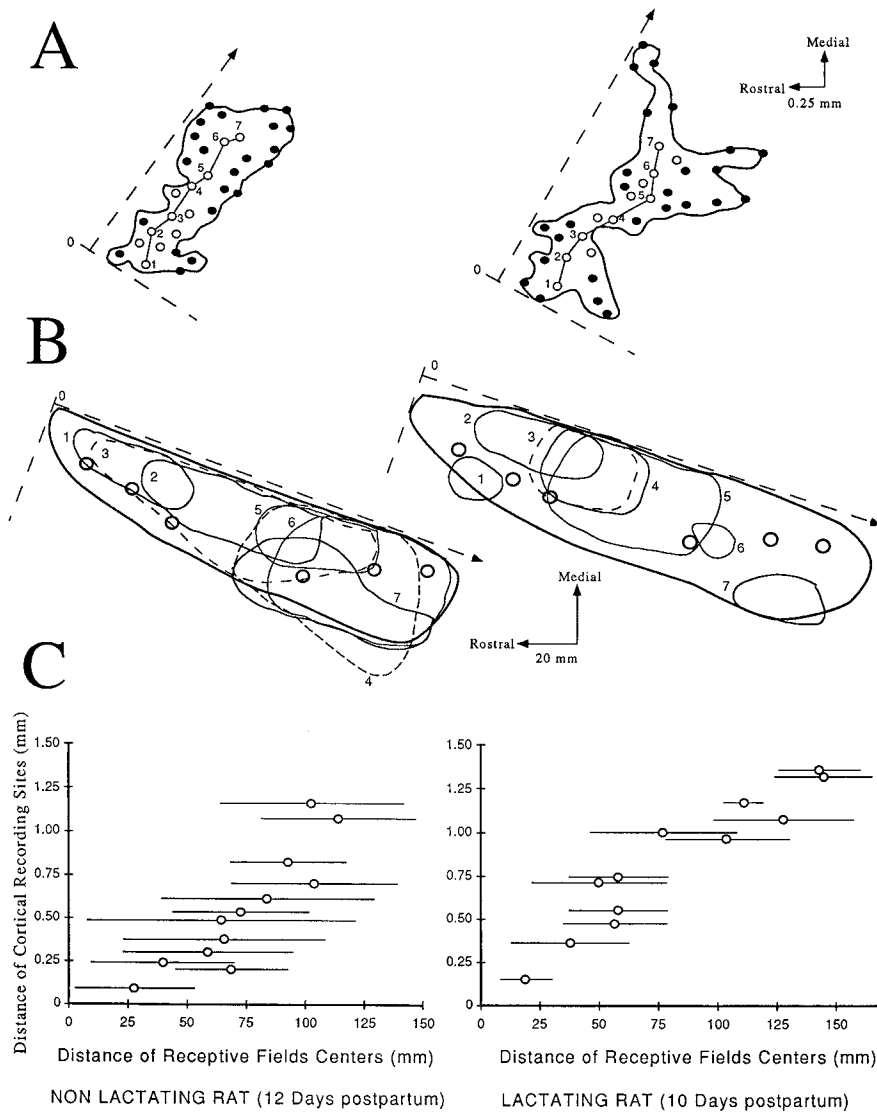 A
Medial
Rostral
0.25 mm
0
1
2
3
4
5
6
7
0
1
2
3
4
5
6
7
B
0
1
2
3
4
5
6
7
0
1
2
3
4
5
6
7
Medial
Rostral
20 mm
C
Distance of Cortical Recording Sites (mm)
1.50
1.25
1.00
0.75
0.50
0.25
0
0 25 50 75 100 125 150
Distance of Receptive Fields Centers (mm)
NON LACTATING RAT (12 Days postpartum)
1.50
1.25
1.00
0.75
0.50
0.25
0
0 25 50 75 100 125 150
Distance of Receptive Fields Centers (mm)
LACTATING RAT (10 Days postpartum)